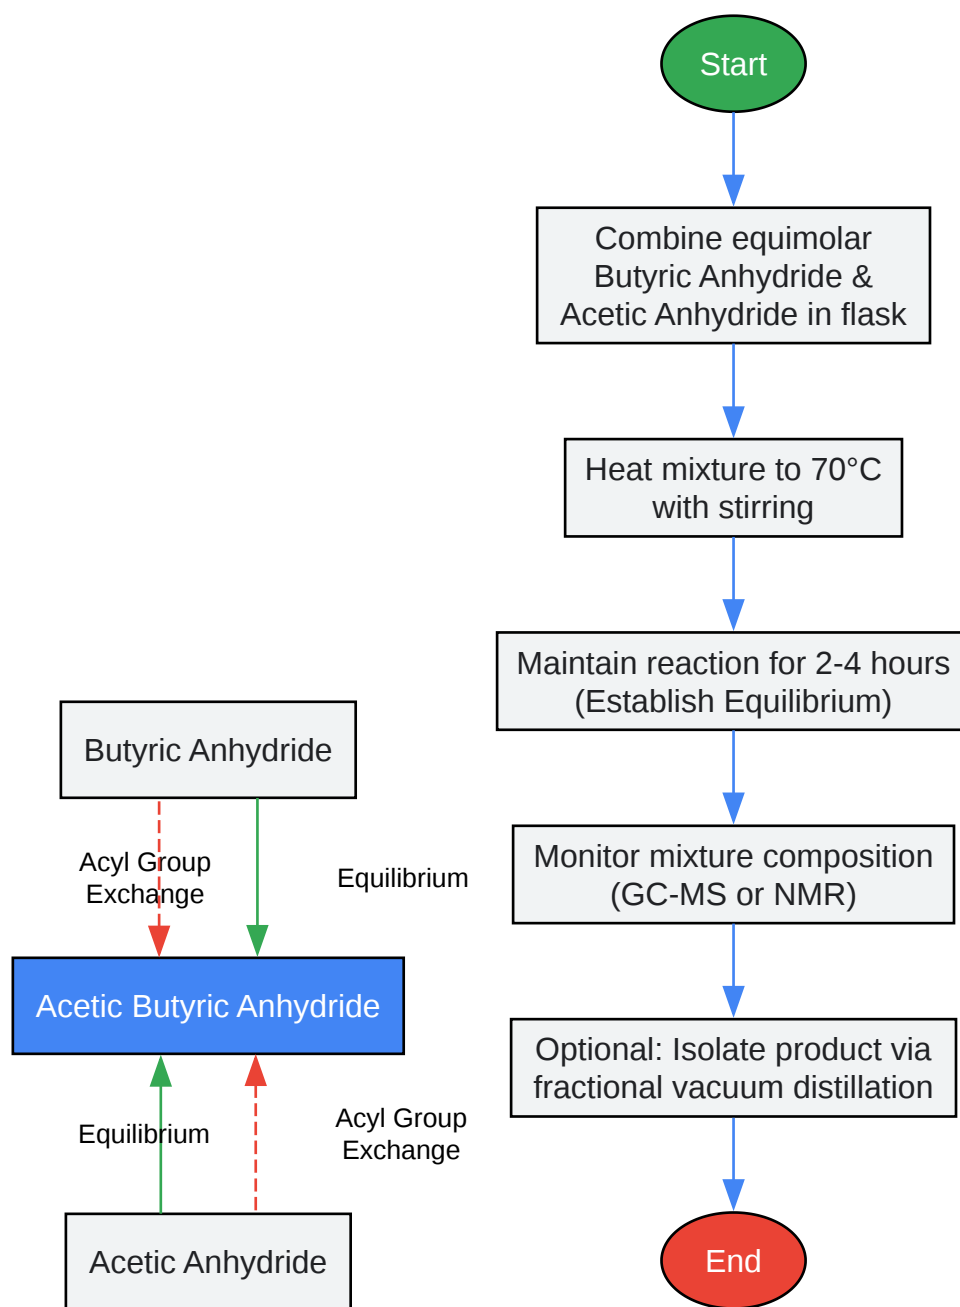 Start
Combine equimolar
Butyric Anhydride &
Acetic Anhydride in flask
Heat mixture to 70°C
with stirring
Maintain reaction for 2-4 hours
(Establish Equilibrium)
Monitor mixture composition
(GC-MS or NMR)
Optional: Isolate product via
fractional vacuum distillation
End
Butyric Anhydride
Acyl Group
Exchange
Equilibrium
Acetic Butyric Anhydride
Equilibrium
Acyl Group
Exchange
Acetic Anhydride